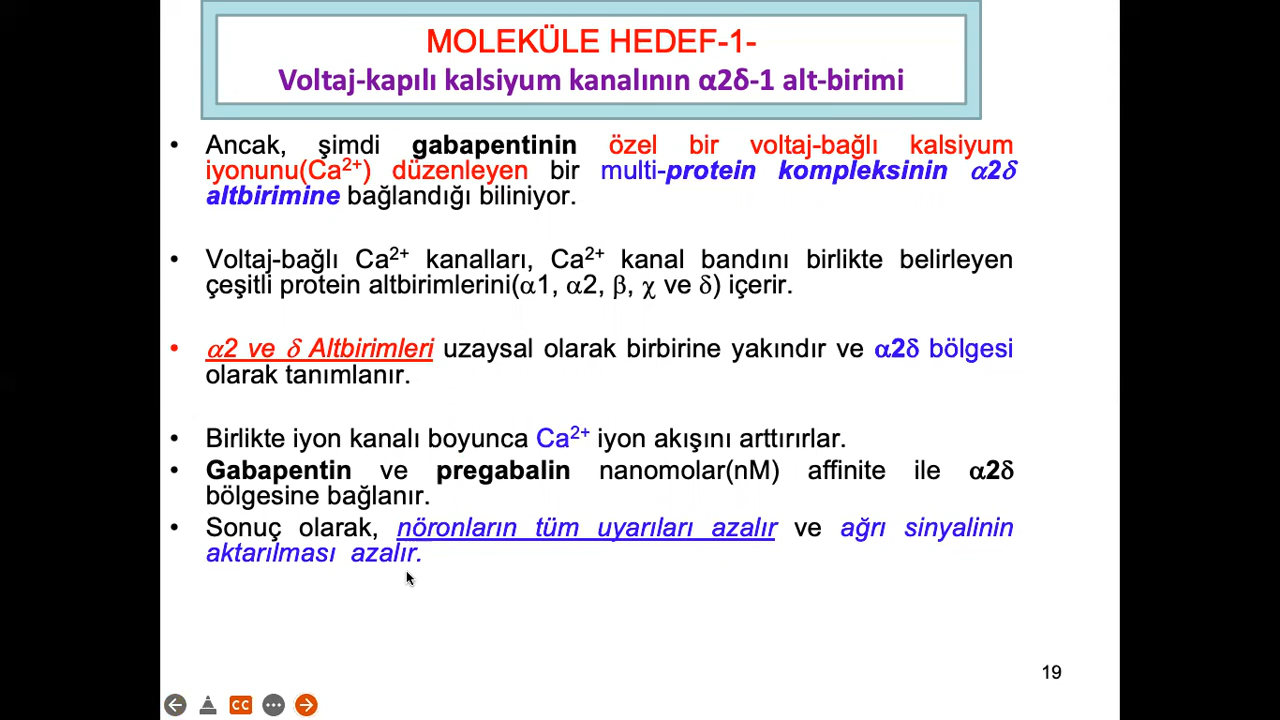 MOLEKÜLE HEDEF-1-
Voltaj-kapılı kalsiyum kanalının α2δ-1 alt-birimi
• Ancak, şimdi gabapentinin özel bir voltaj-bağlı kalsiyum
iyonunu(Ca²⁺) düzenleyen bir multi-protein kompleksinin α2δ
altbirimine bağlandığı biliniyor.
• Voltaj-bağlı Ca²⁺ kanalları, Ca²⁺ kanal bandını birlikte belirleyen
çeşitli protein altbirimlerini(α1, α2, β, χ ve δ) içerir.
• α2 ve δ Altbirimleri uzaysal olarak birbirine yakındır ve α2δ bölgesi
olarak tanımlanır.
• Birlikte iyon kanalı boyunca Ca²⁺ iyon akışını arttırırlar.
• Gabapentin ve pregabalin nanomolar(nM) affinite ile α2δ
bölgesine bağlanır.
• Sonuç olarak, nöronların tüm uyarıları azalır ve ağrı sinyalinin
aktarılması azalır.
19
CC